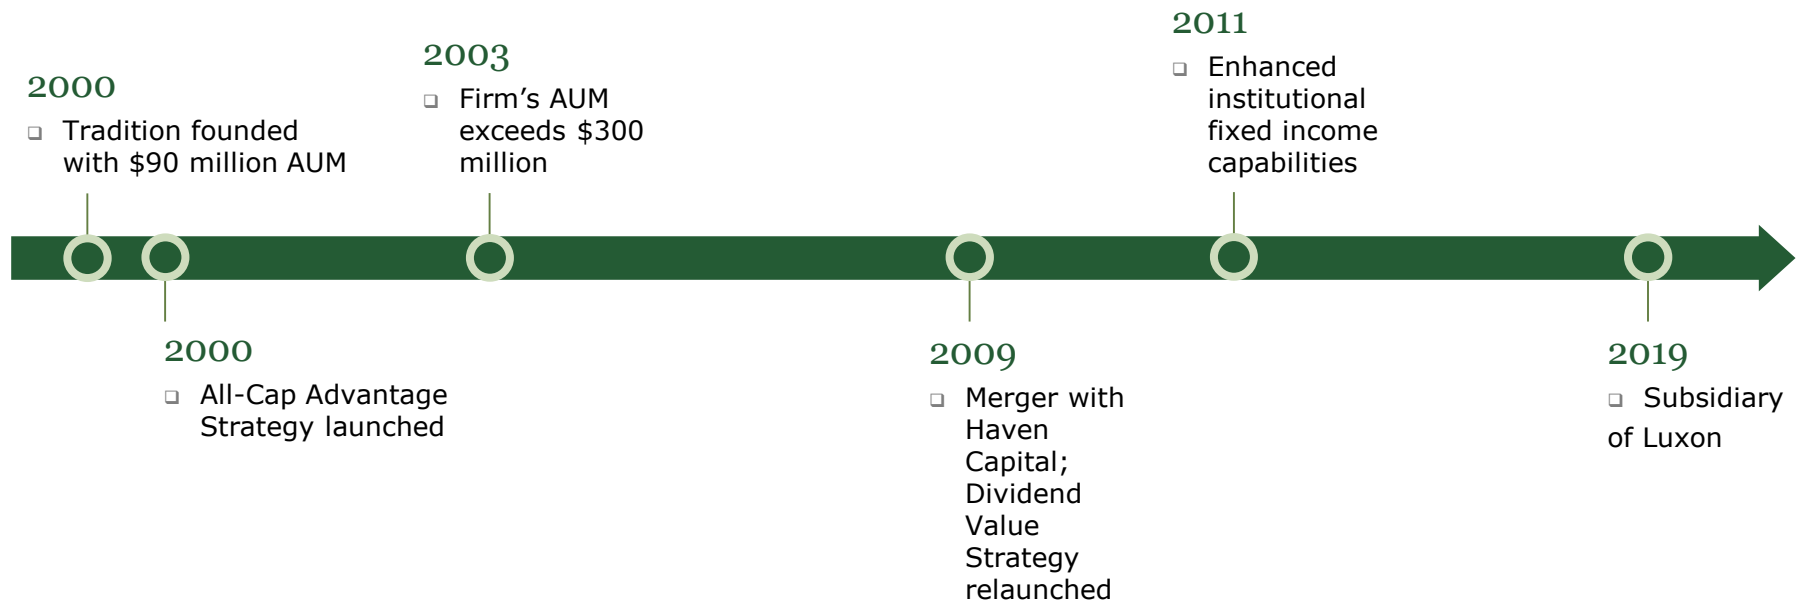 2000
❑ Tradition founded
with $90 million AUM
2003
❑ Firm’s AUM
exceeds $300
million
2011
❑ Enhanced
institutional
fixed income
capabilities
2000
❑ All-Cap Advantage
Strategy launched
2009
❑ Merger with
Haven
Capital;
Dividend
Value
Strategy
relaunched
2019
❑ Subsidiary
of Luxon